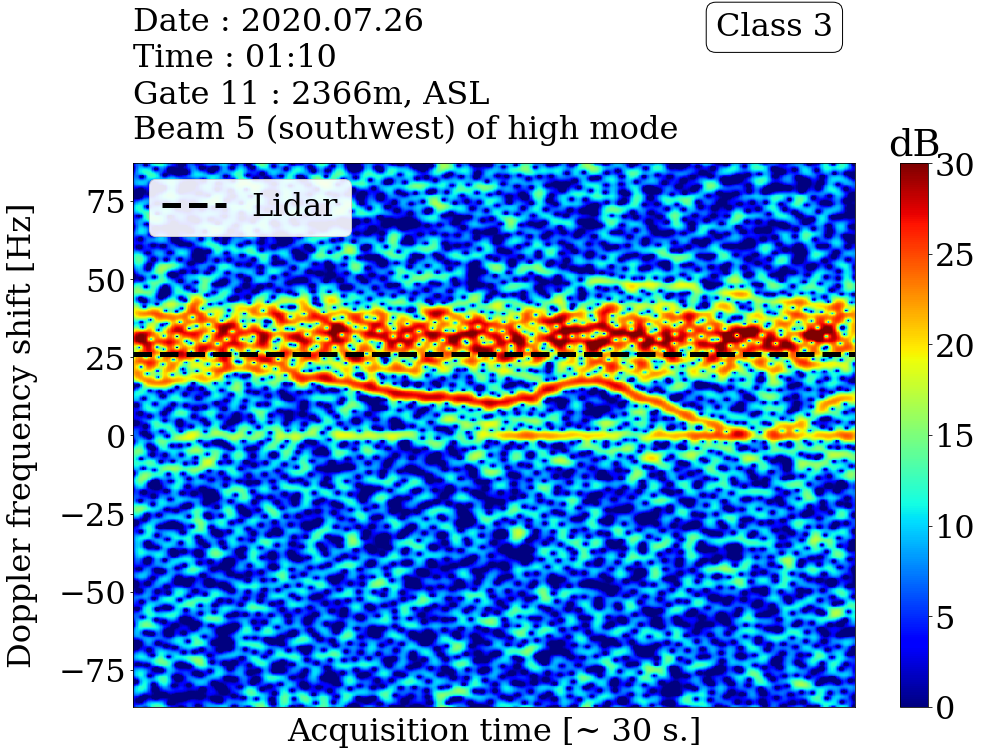 Date : 2020.07.26
Class 3
Time : 01:10
Gate 11 : 2366m, ASL
Beam 5 (southwest) of high mode
dB
Lidar
Doppler frequency shift [Hz]
75
50
25
0
−25
−50
−75
30
25
20
15
10
5
0
Acquisition time [~ 30 s.]